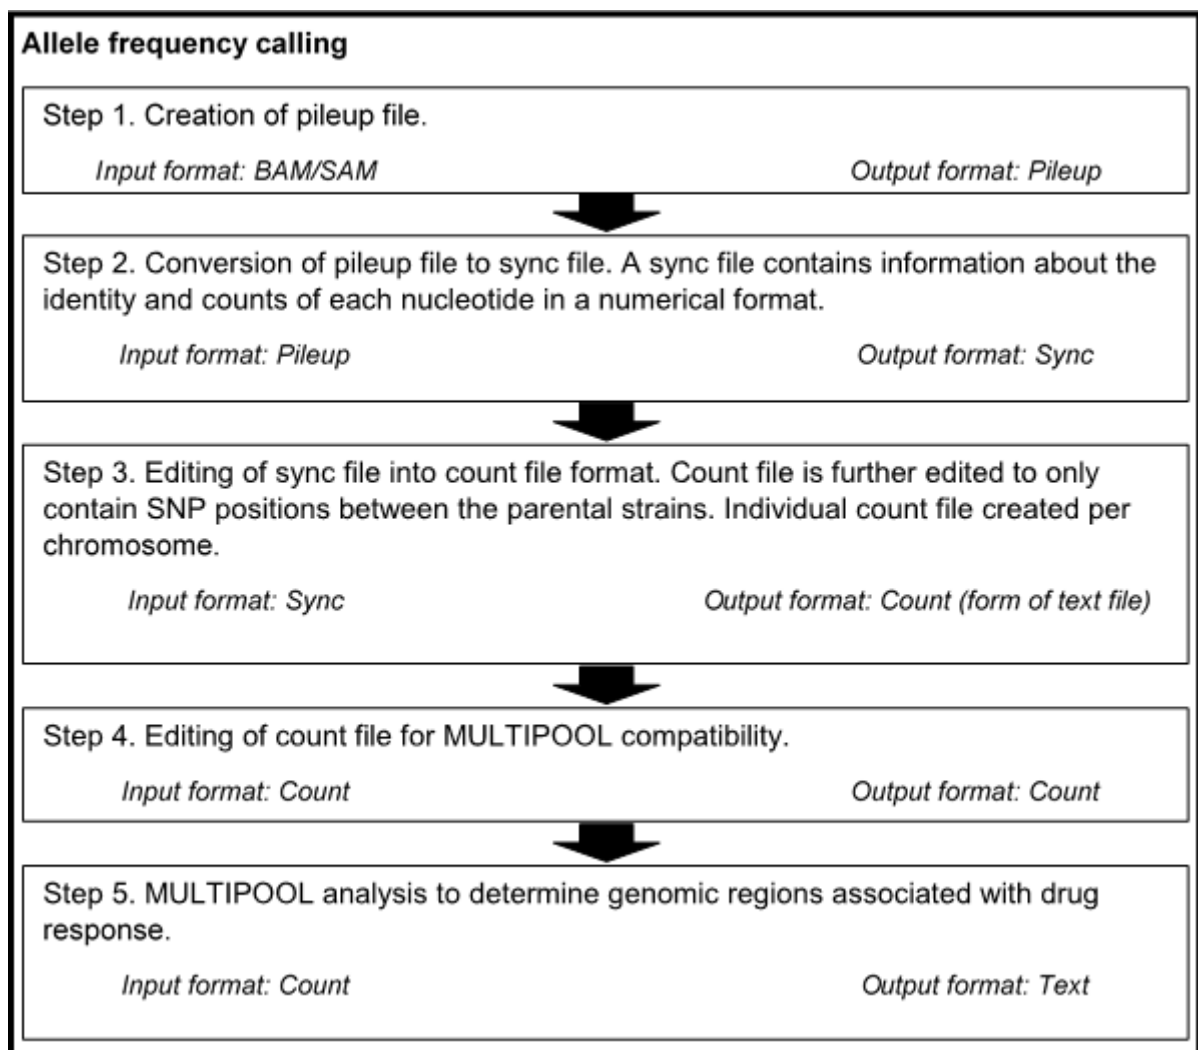 Allele frequency calling
Step 1. Creation of pileup file.
Input format: BAM/SAM
Output format: Pileup
Step 2. Conversion of pileup file to sync file. A sync file contains information about the
identity and counts of each nucleotide in a numerical format.
Input format: Pileup
Output format: Sync
Step 3. Editing of sync file into count file format. Count file is further edited to only
contain SNP positions between the parental strains. Individual count file created per
chromosome.
Input format: Sync
Output format: Count (form of text file)
Step 4. Editing of count file for MULTIPOOL compatibility.
Input format: Count
Output format: Count
Step 5. MULTIPOOL analysis to determine genomic regions associated with drug
response.
Input format: Count
Output format: Text